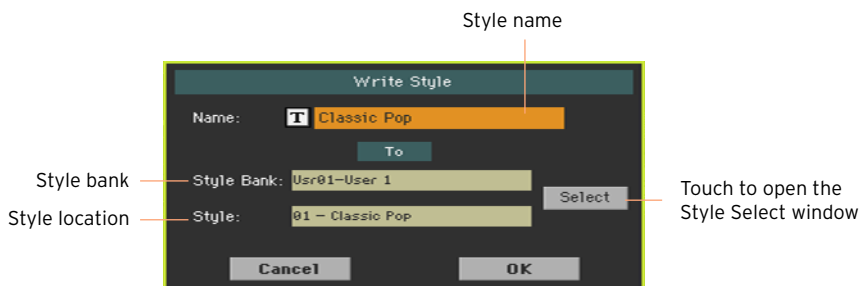 Style name
Write Style
Name: T Classic Pop
To
Style bank
Style Bank: Usr01-User 1
Select
Touch to open the
Style Select window
Style location
Style: 01 - Classic Pop
Cancel OK